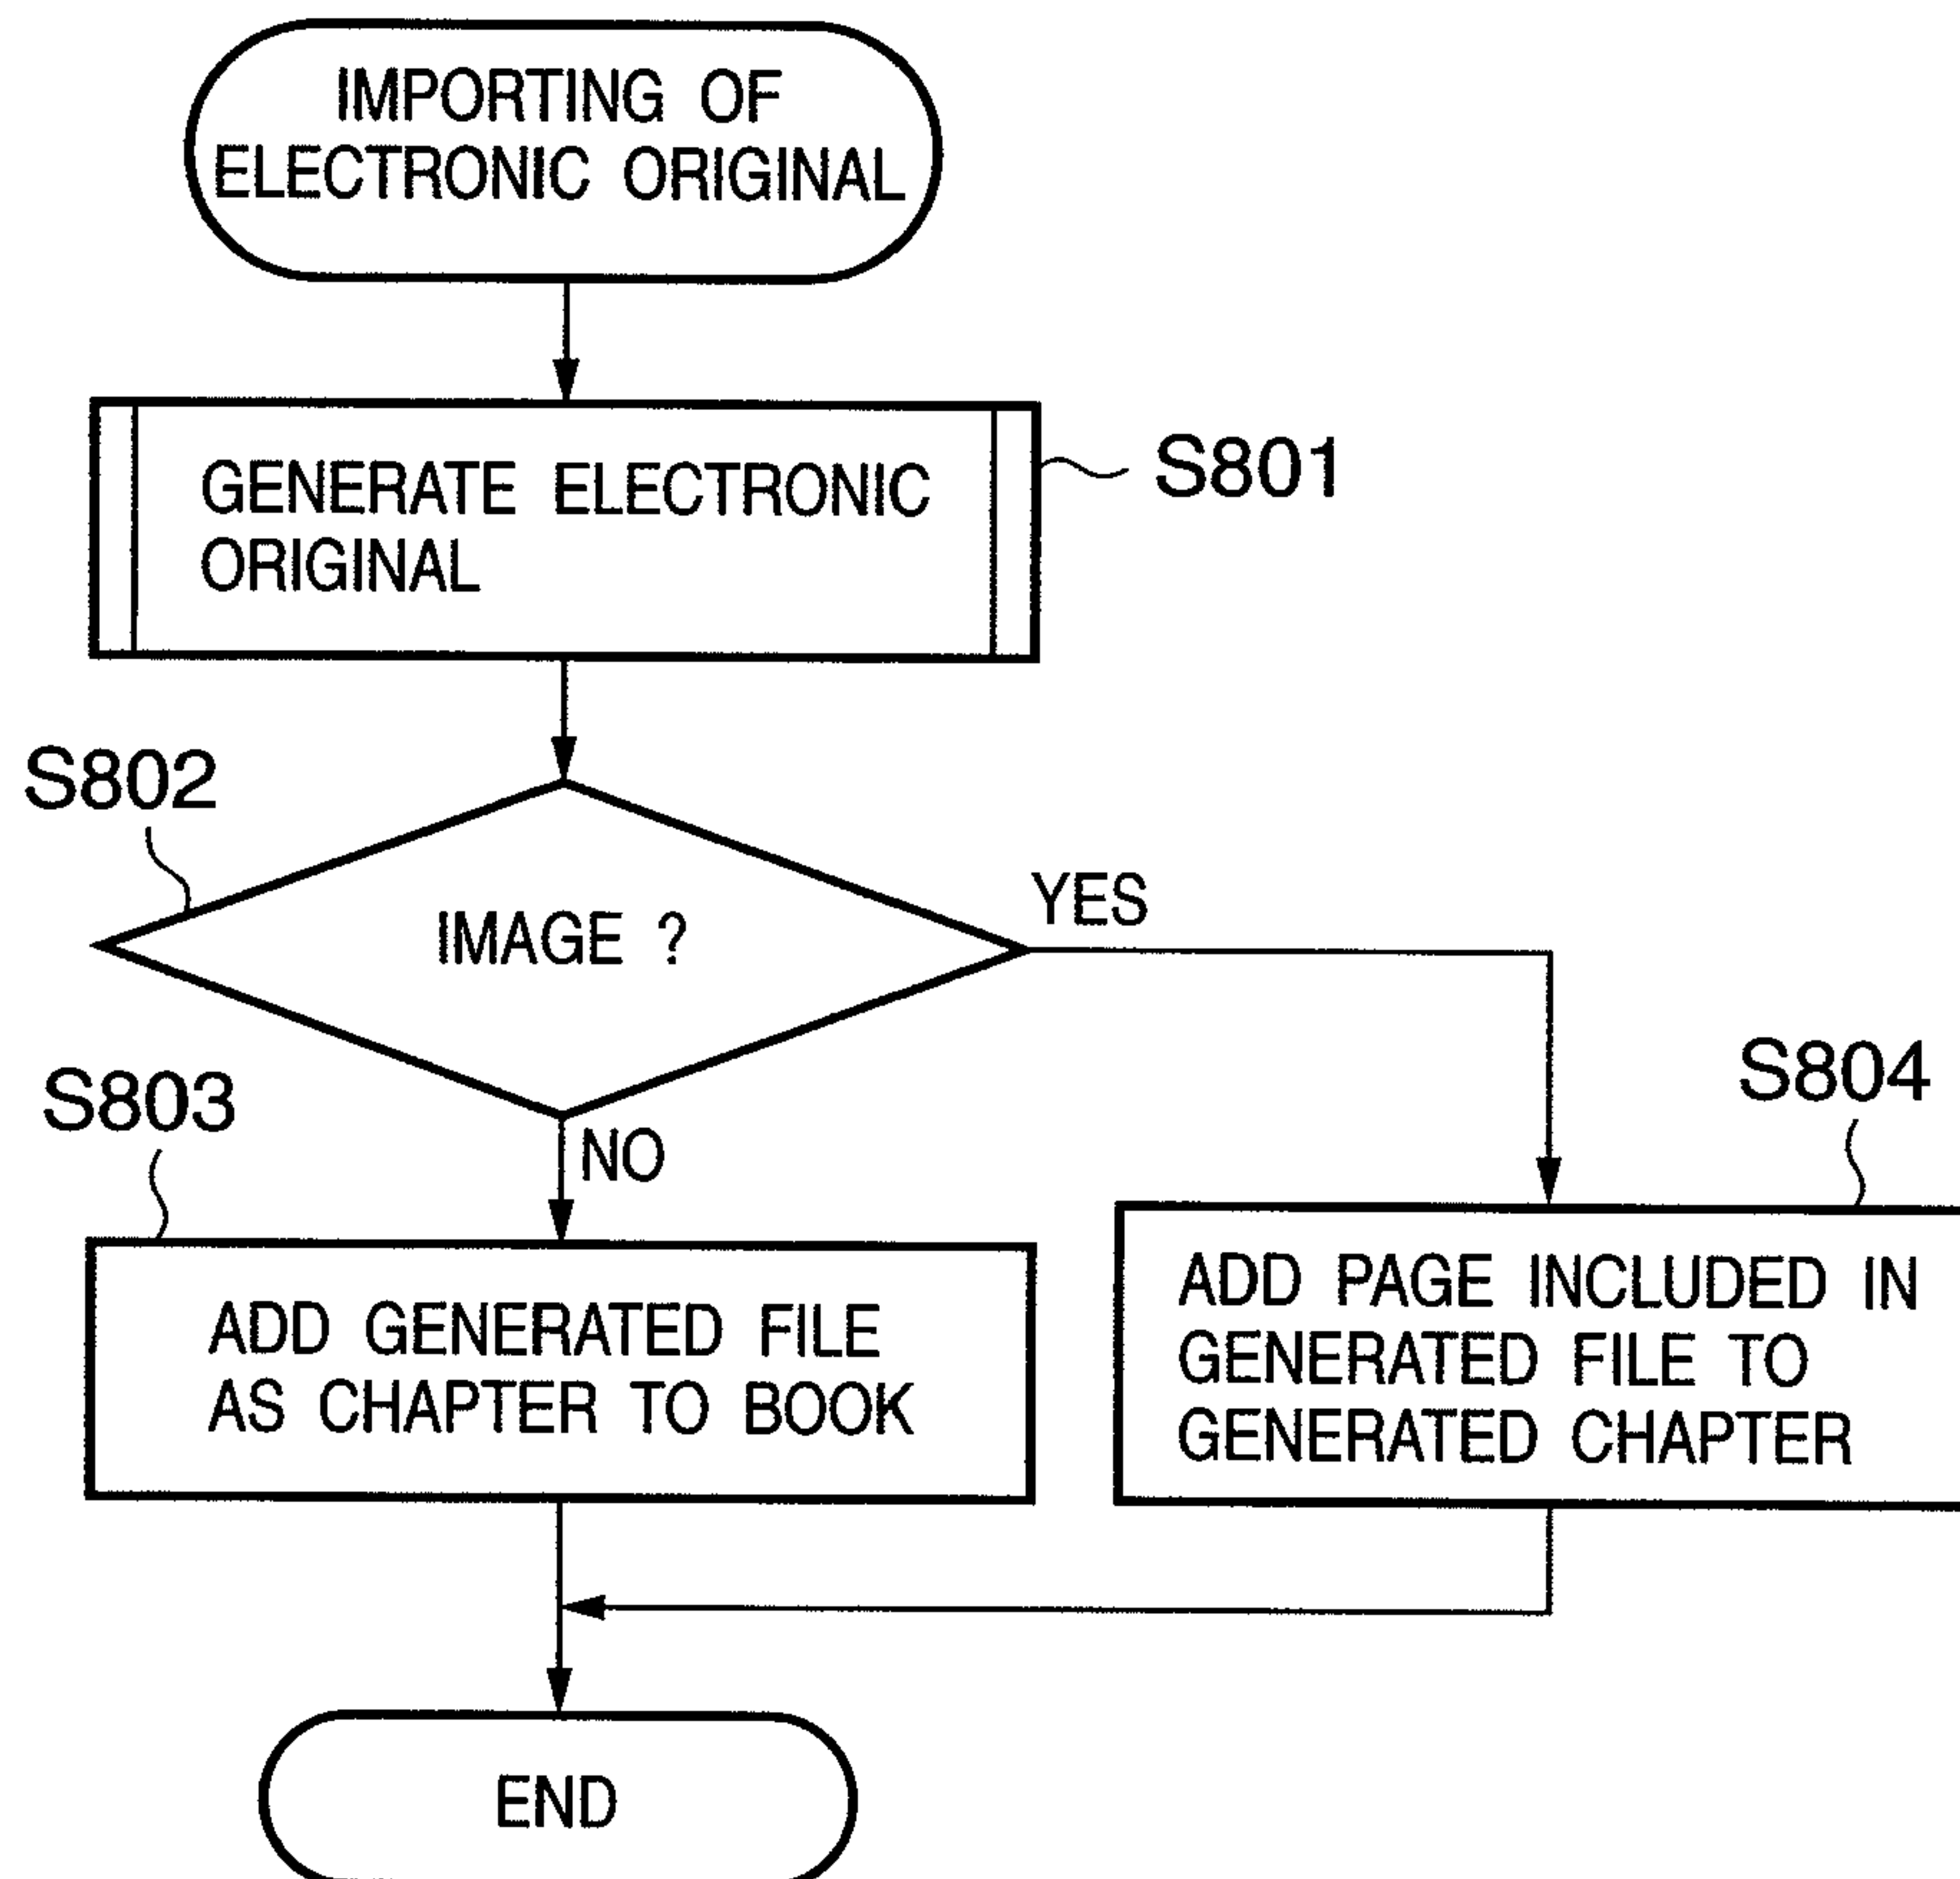 IMPORTING OF
ELECTRONIC ORIGINAL
GENERATE ELECTRONIC
ORIGINAL
S801
S802
IMAGE ?
YES
NO
S803
ADD GENERATED FILE
AS CHAPTER TO BOOK
S804
ADD PAGE INCLUDED IN
GENERATED FILE TO
GENERATED CHAPTER
END